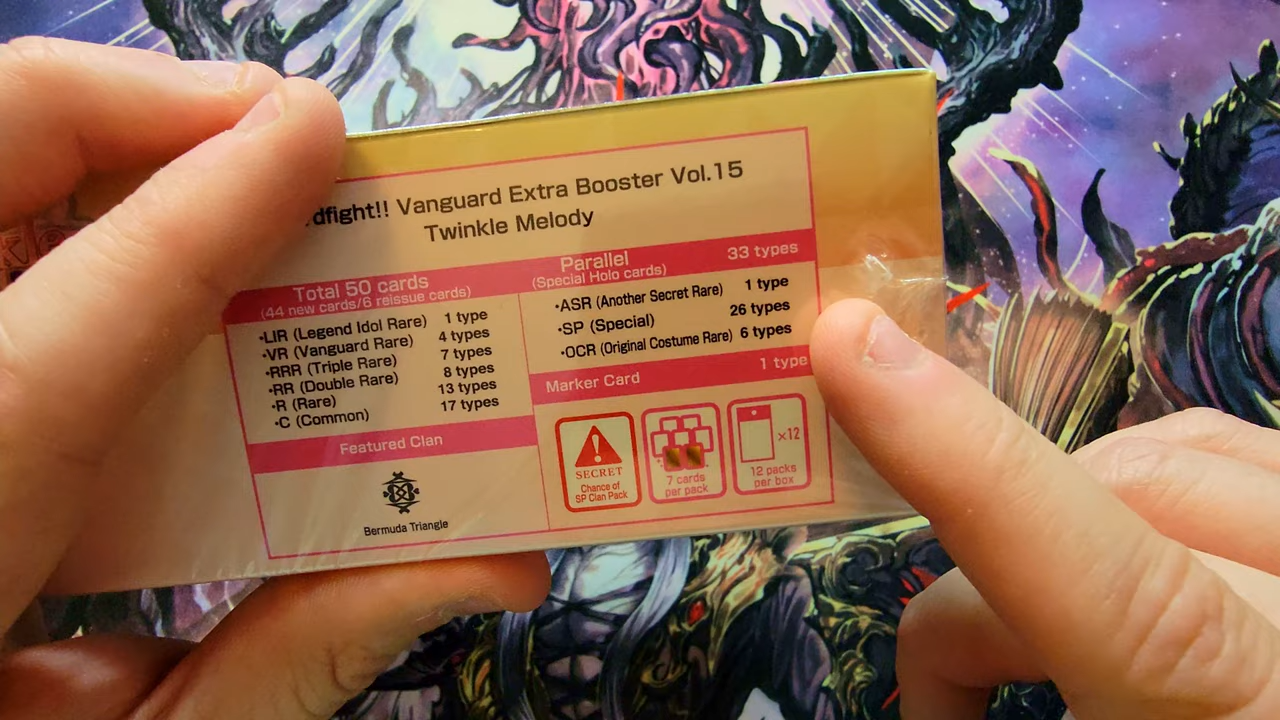 dfight!! Vanguard Extra Booster Vol.15
Twinkle Melody
Total 50 cards
(44 new cards/6 reissue cards)
•LIR (Legend Idol Rare) 1 type
•VR (Vanguard Rare) 4 types
•RRR (Triple Rare) 7 types
•RR (Double Rare) 8 types
•R (Rare) 13 types
•C (Common) 17 types
Featured Clan
Bermuda Triangle
Parallel 33 types
(Special Holo cards)
•ASR (Another Secret Rare) 1 type
•SP (Special) 26 types
•OCR (Original Costume Rare) 6 types
Marker Card 1 type
SECRET
Chance of
SP Clan Pack
7 cards
per pack
×12
12 packs
per box